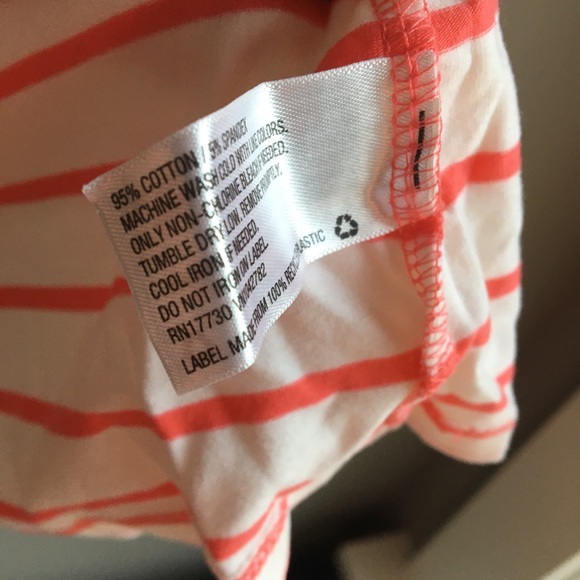 95% COTTON / 5% SPANDEX
MACHINE WASH COLD WITH LIKE COLORS.
ONLY NON-CHLORINE BLEACH IF NEEDED.
TUMBLE DRY LOW. REMOVE PROMPTLY.
COOL IRON IF NEEDED.
DO NOT IRON ON LABEL
RN17730
LABEL MADE FROM 100% RECYCLED PLASTIC